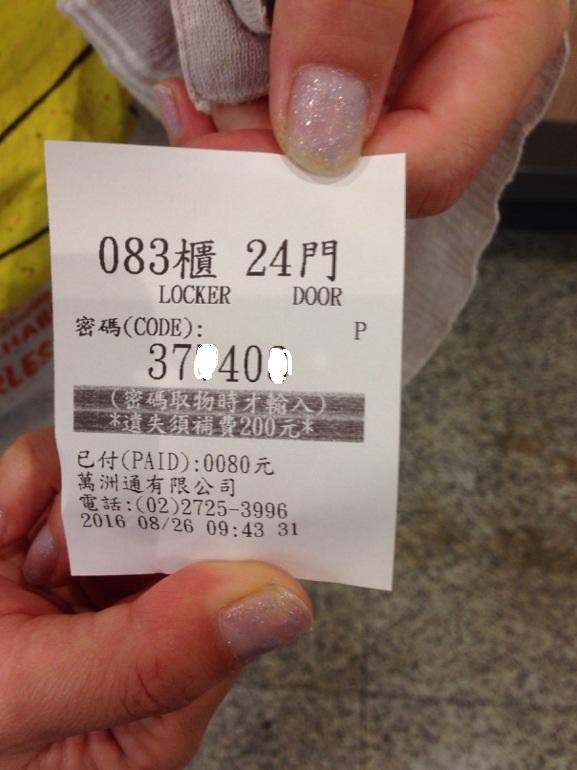 083櫃 24門
LOCKER DOOR
密碼(CODE): P
37 40
(密碼取物時才輸入)
*遺失須補費200元*
已付(PAID):0080元
萬洲通有限公司
電話:(02)2725-3996
2016 08/26 09:43 31